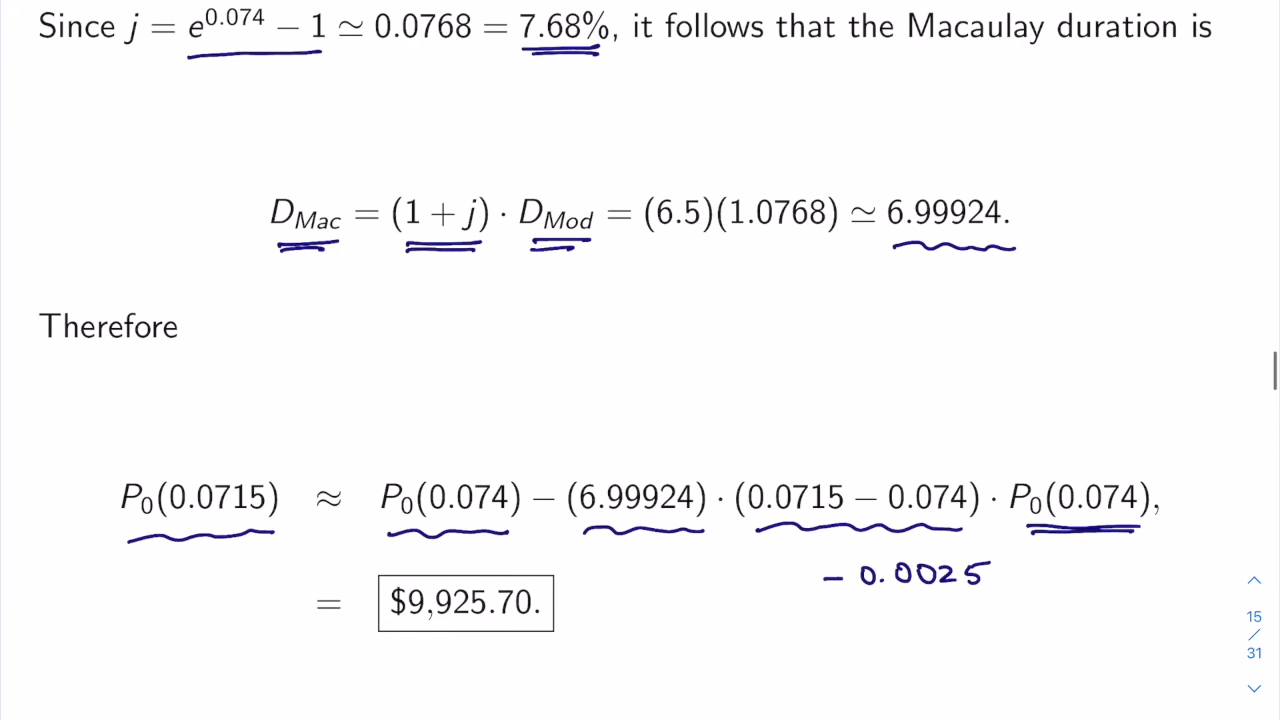 Since j = e^{0.074} − 1 ≃ 0.0768 = 7.68%, it follows that the Macaulay duration is
D_{Mac} = (1 + j) · D_{Mod} = (6.5)(1.0768) ≃ 6.99924.
Therefore
P_0(0.0715) ≈ P_0(0.074) − (6.99924) · (0.0715 − 0.074) · P_0(0.074),
− 0.0025
= $9,925.70.
15
/
31